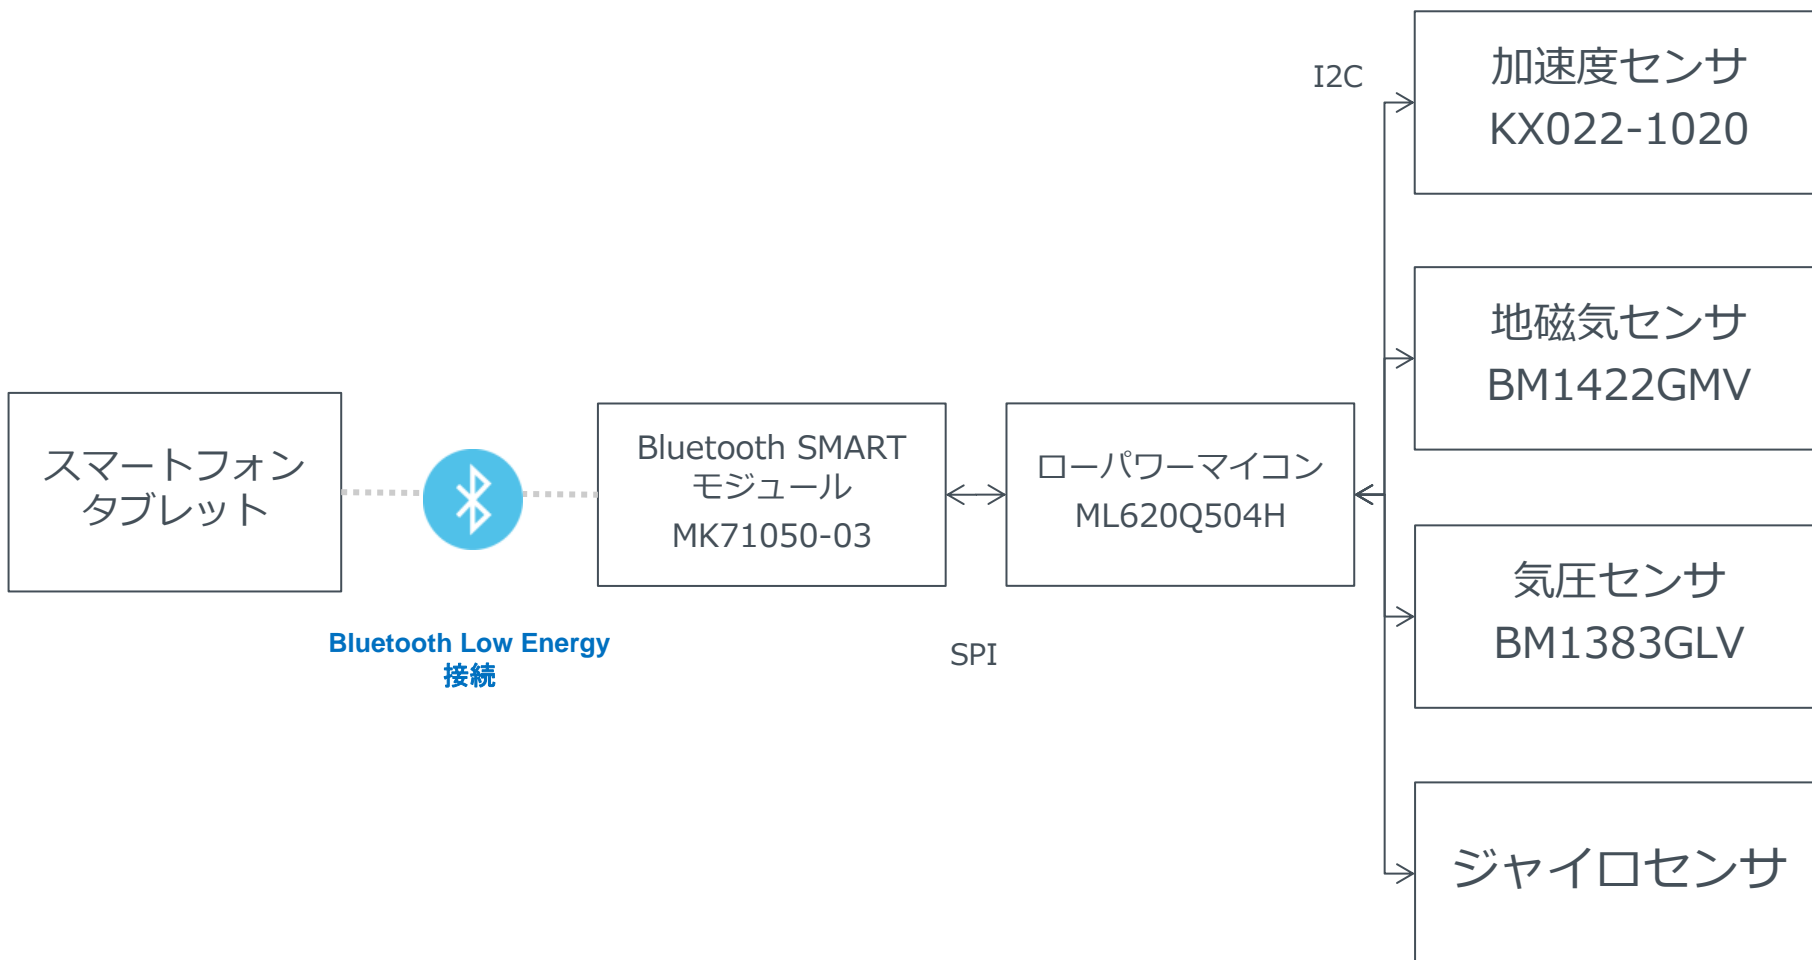 スマートフォン
タブレット
Bluetooth Low Energy
接続
Bluetooth SMART
モジュール
MK71050-03
SPI
ローパワーマイコン
ML620Q504H
I2C
加速度センサ
KX022-1020
地磁気センサ
BM1422GMV
気圧センサ
BM1383GLV
ジャイロセンサ